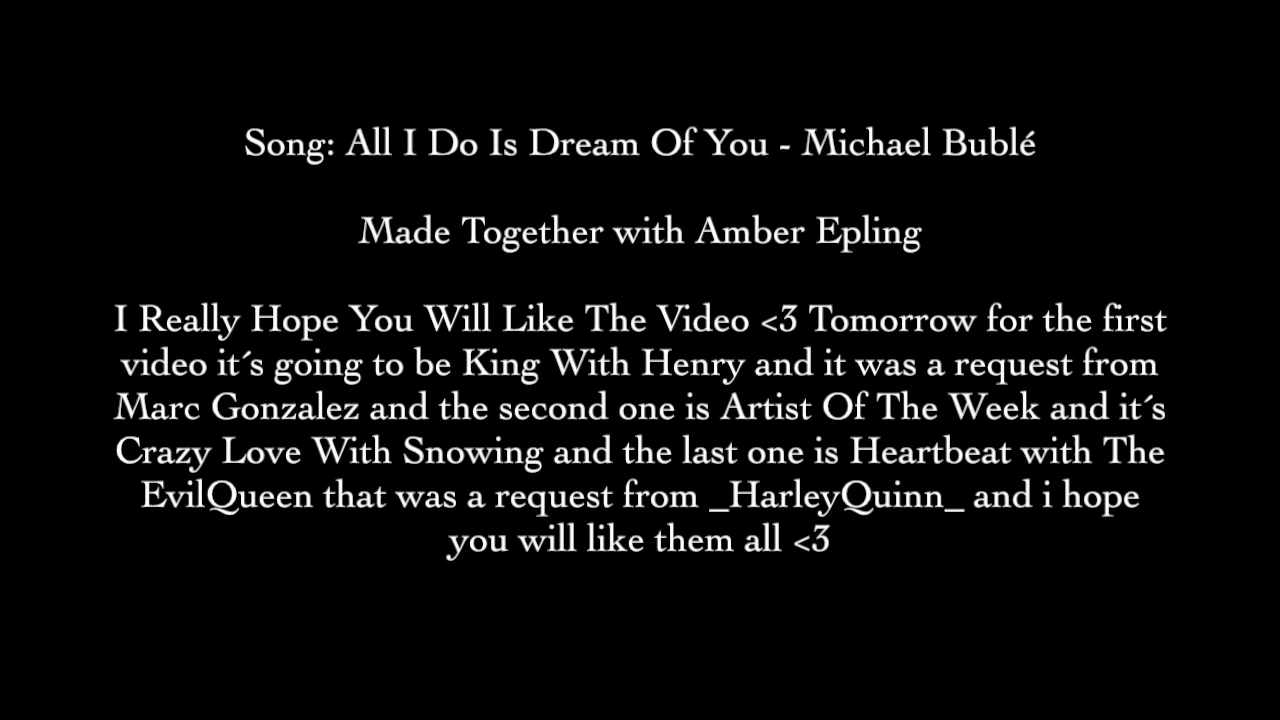 Song: All I Do Is Dream Of You - Michael Bublé
Made Together with Amber Epling
I Really Hope You Will Like The Video <3 Tomorrow for the first
video it´s going to be King With Henry and it was a request from
Marc Gonzalez and the second one is Artist Of The Week and it´s
Crazy Love With Snowing and the last one is Heartbeat with The
EvilQueen that was a request from _HarleyQuinn_ and i hope
you will like them all <3